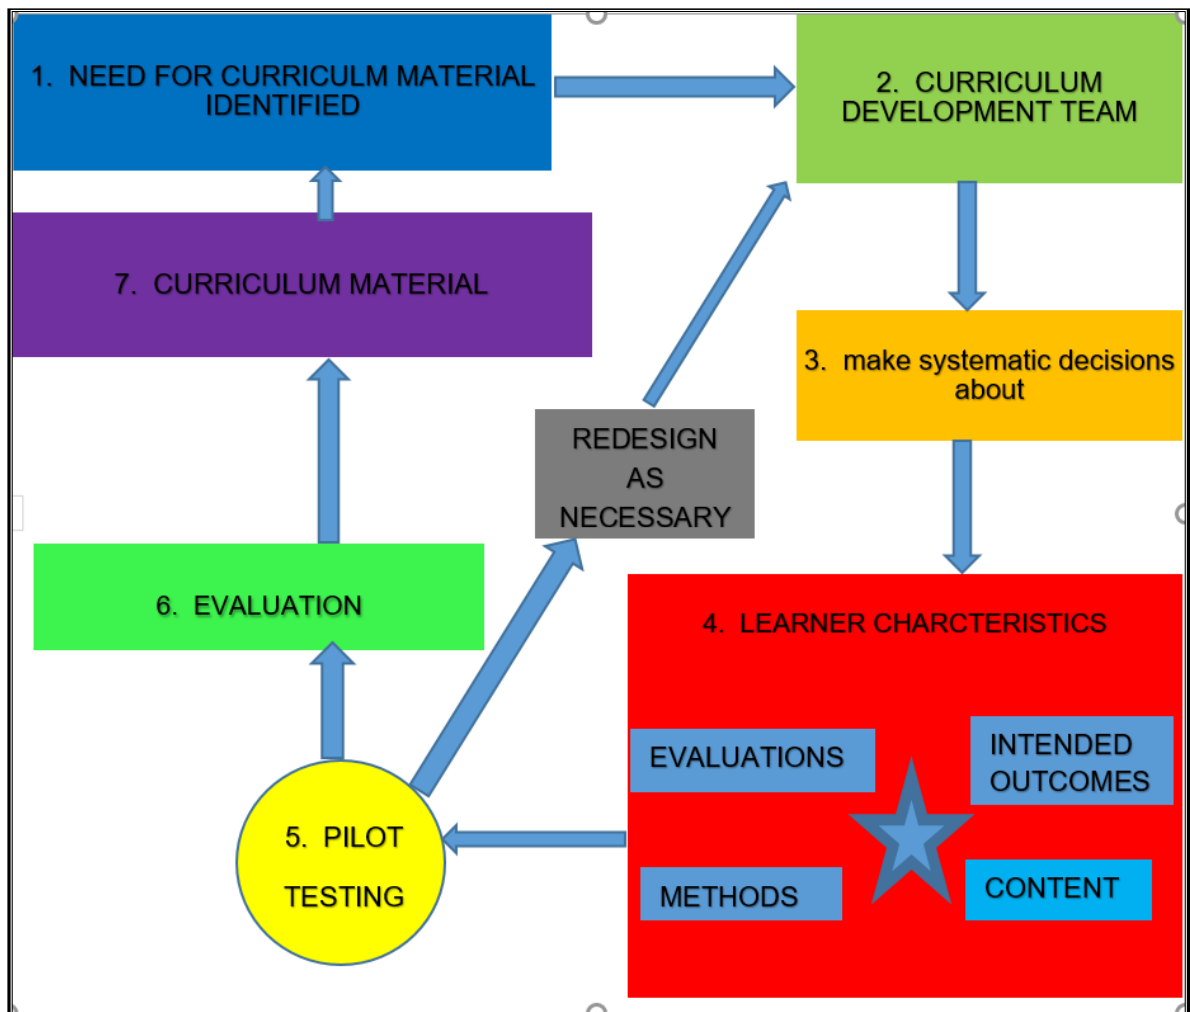 1. NEED FOR CURRICULM MATERIAL
IDENTIFIED
2. CURRICULUM
DEVELOPMENT TEAM
7. CURRICULUM MATERIAL
3. make systematic decisions
about
REDESIGN
AS
NECESSARY
6. EVALUATION
4. LEARNER CHARCTERISTICS
EVALUATIONS
INTENDED
OUTCOMES
5. PILOT
TESTING
METHODS
CONTENT